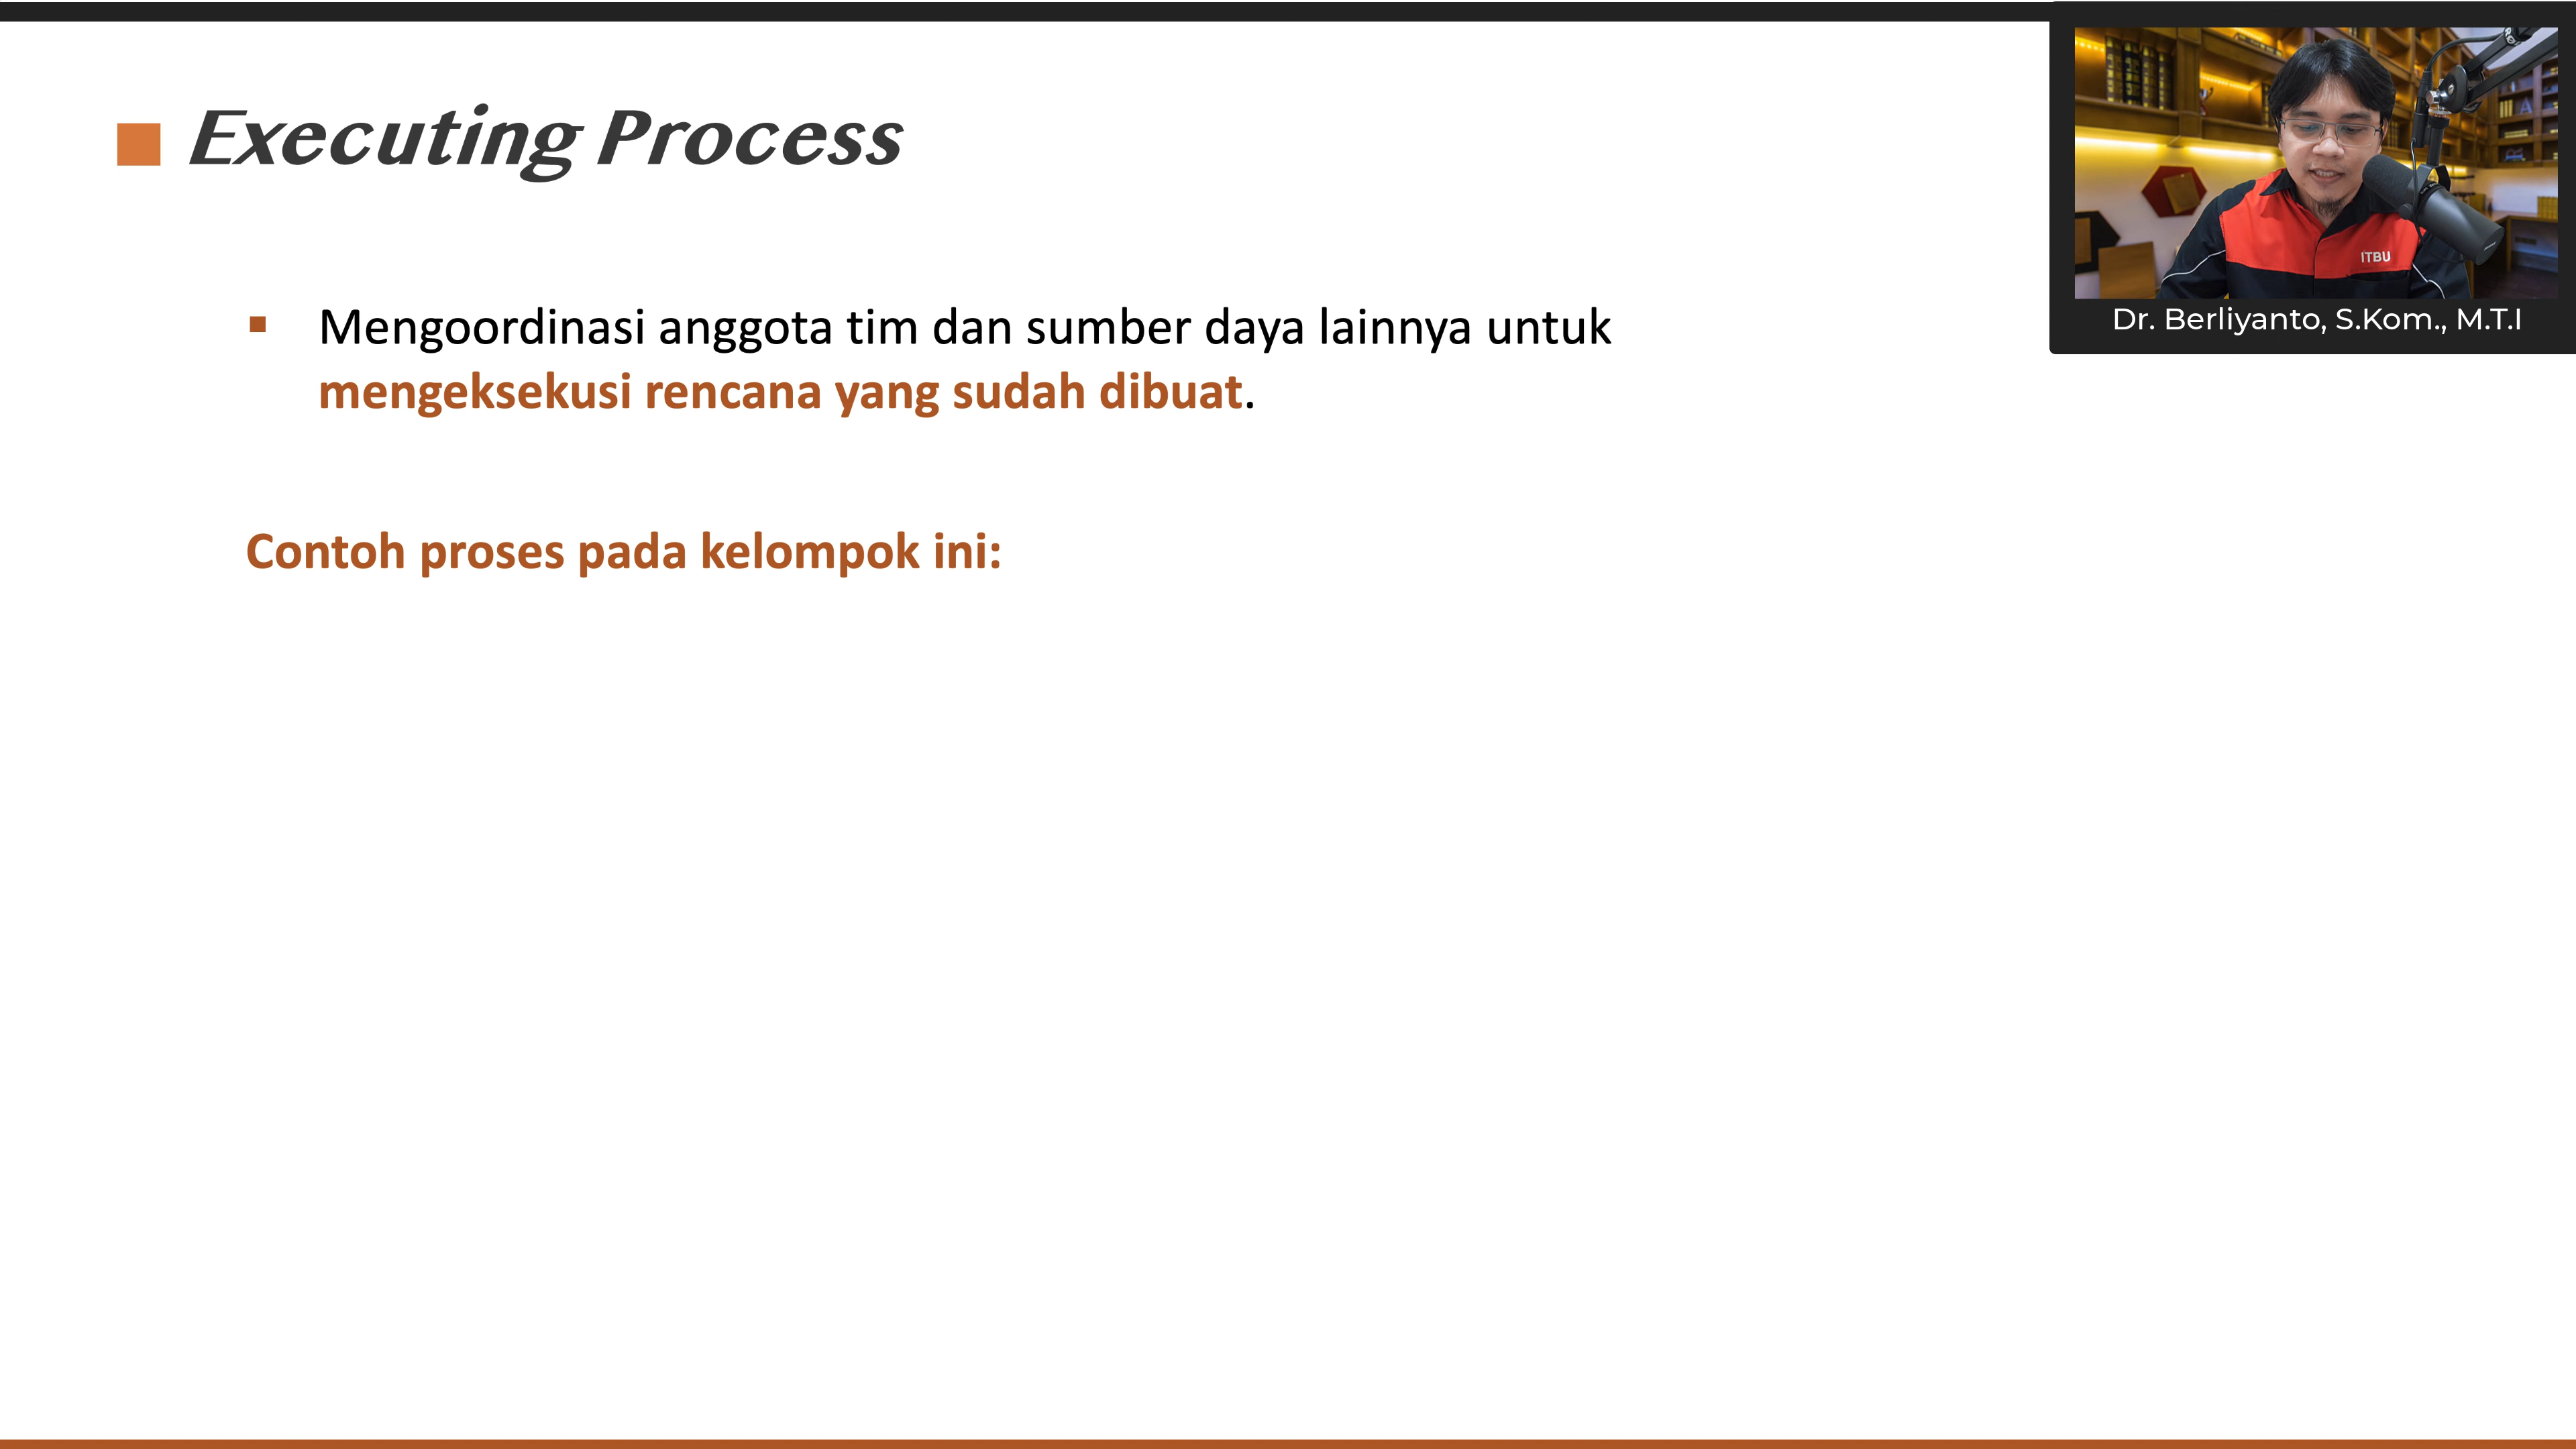 Executing Process
Mengoordinasi anggota tim dan sumber daya lainnya untuk
mengeksekusi rencana yang sudah dibuat.
Contoh proses pada kelompok ini:
ITBU
Dr. Berliyanto, S.Kom., M.T.I